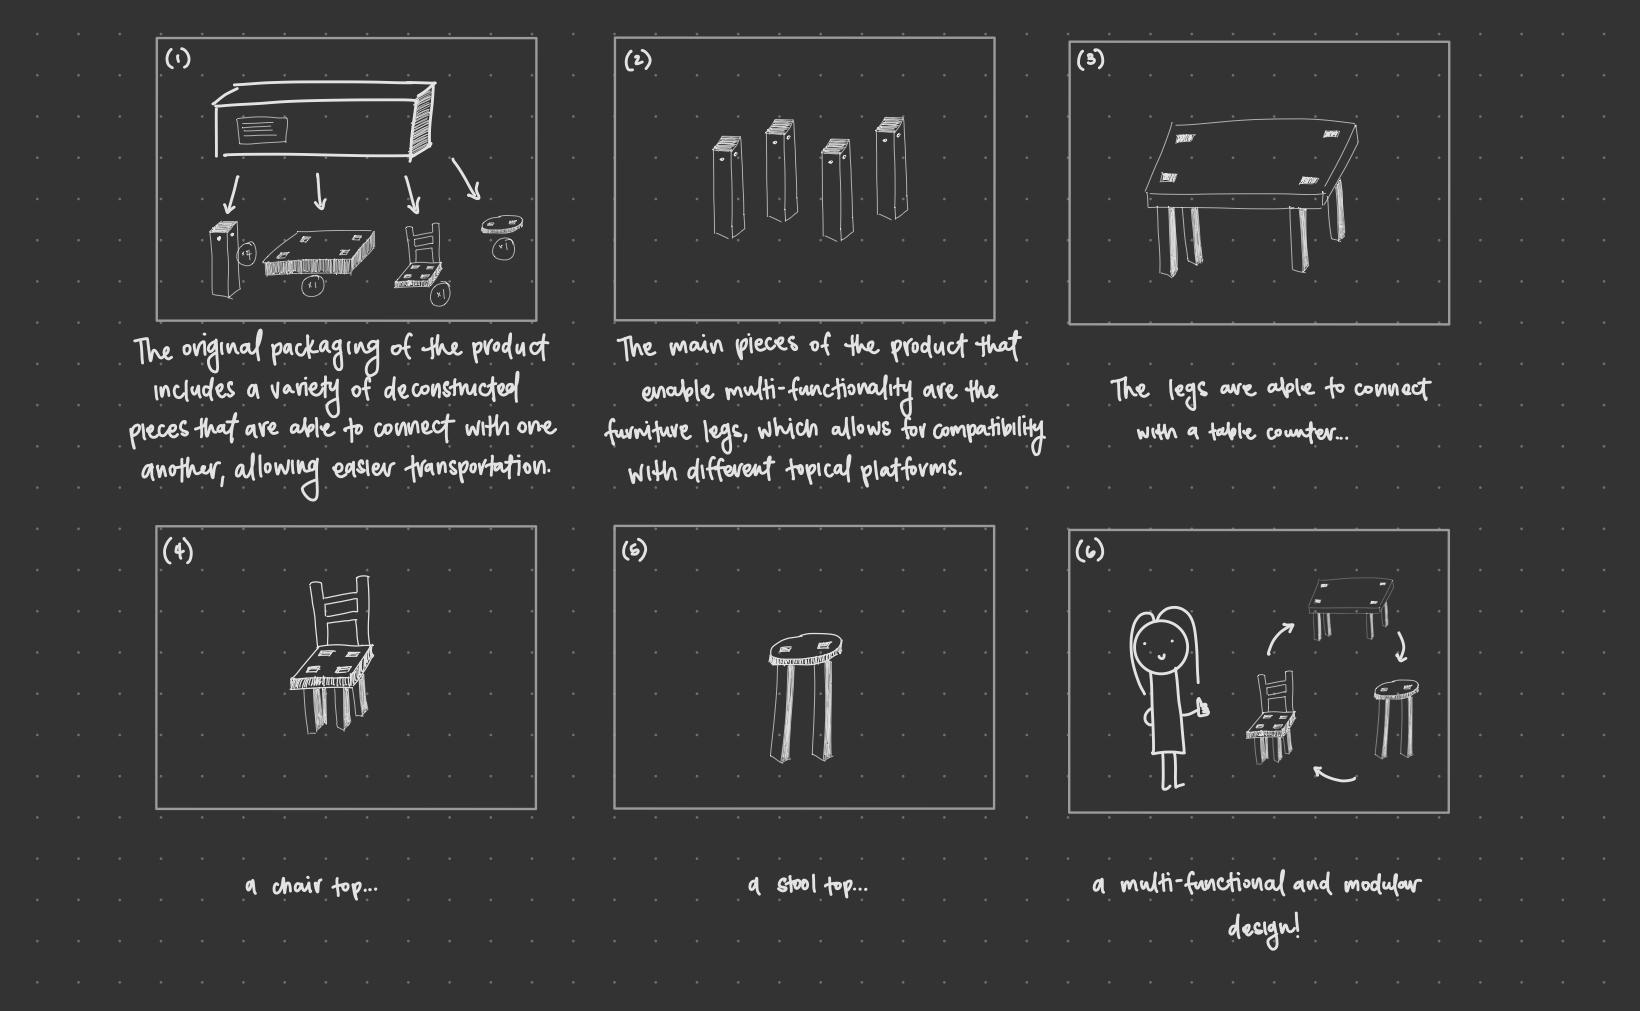 (1)
x4
x1
x1
x1
The original packaging of the product
includes a variety of deconstructed
pieces that are able to connect with one
another, allowing easier transportation.
(2)
The main pieces of the product that
enable multi-functionality are the
furniture legs, which allows for compatibility
with different topical platforms.
(3)
The legs are able to connect
with a table counter...
(4)
a chair top...
(5)
a stool top...
(6)
a multi-functional and modular
design!